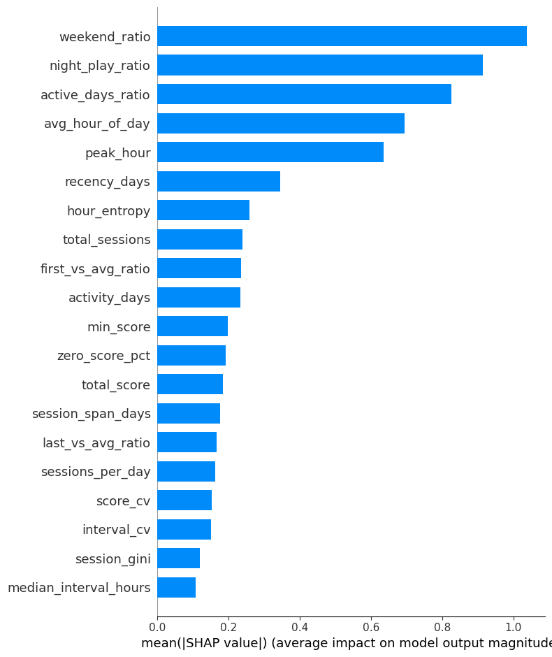 weekend_ratio
night_play_ratio
active_days_ratio
avg_hour_of_day
peak_hour
recency_days
hour_entropy
total_sessions
first_vs_avg_ratio
activity_days
min_score
zero_score_pct
total_score
session_span_days
last_vs_avg_ratio
sessions_per_day
score_cv
interval_cv
session_gini
median_interval_hours
0.0 0.2 0.4 0.6 0.8 1.0
mean(|SHAP value|) (average impact on model output magnitude